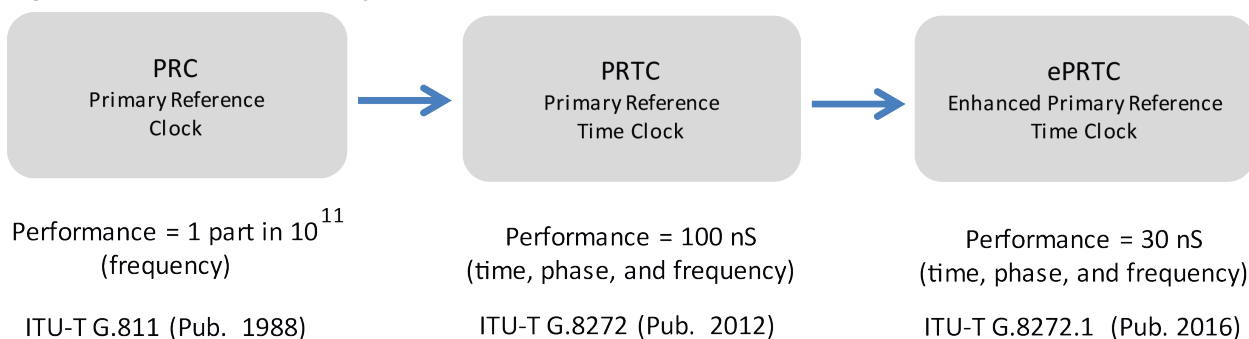 PRC
Primary Reference
Clock
PRTC
Primary Reference
Time Clock
ePRTC
Enhanced Primary Reference
Time Clock
Performance = 1 part in 10^11
(frequency)
ITU-T G.811 (Pub. 1988)
Performance = 100 nS
(time, phase, and frequency)
ITU-T G.8272 (Pub. 2012)
Performance = 30 nS
(time, phase, and frequency)
ITU-T G.8272.1 (Pub. 2016)